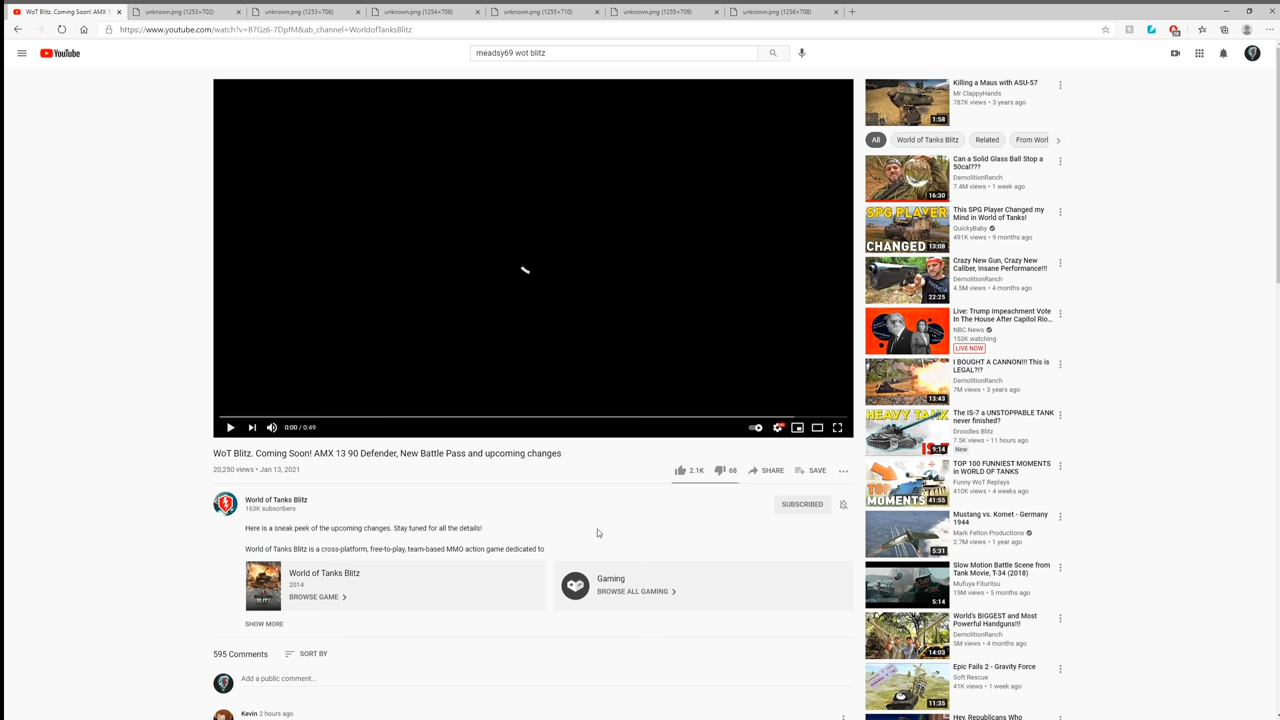 WoT Blitz. Coming Soon! AMX 1
unknown.png (1253×702)
unknown.png (1253×706)
unknown.png (1254×706)
unknown.png (1255×710)
unknown.png (1255×709)
unknown.png (1256×708)
https://www.youtube.com/watch?v=B7Gz6-7DpfM&ab_channel=WorldofTanksBlitz
YouTube
meadsy69 wot blitz
0:00 / 0:49
WoT Blitz. Coming Soon! AMX 13 90 Defender, New Battle Pass and upcoming changes
20,250 views • Jan 13, 2021
2.1K
68
SHARE
SAVE
World of Tanks Blitz
163K subscribers
SUBSCRIBED
Here is a sneak peek of the upcoming changes. Stay tuned for all the details!
World of Tanks Blitz is a cross-platform, free-to-play, team-based MMO action game dedicated to
World of Tanks Blitz
2014
BROWSE GAME
Gaming
BROWSE ALL GAMING
SHOW MORE
595 Comments
SORT BY
Add a public comment...
Kevin 2 hours ago
1:58
Killing a Maus with ASU-57
Mr ClappyHands
787K views • 3 years ago
All
World of Tanks Blitz
Related
From Worl
16:30
Can a Solid Glass Ball Stop a
50cal???
DemolitionRanch
7.4M views • 1 week ago
SPG PLAYER
CHANGED
13:08
This SPG Player Changed my
Mind in World of Tanks!
QuickyBaby
491K views • 9 months ago
22:25
Crazy New Gun, Crazy New
Caliber, Insane Performance!!!
DemolitionRanch
4.5M views • 4 months ago
Live: Trump Impeachment Vote
In The House After Capitol Rio...
NBC News
153K watching
LIVE NOW
13:43
I BOUGHT A CANNON!!! This is
LEGAL?!?
DemolitionRanch
7M views • 3 years ago
HEAVY TANK
9:14
The IS-7 a UNSTOPPABLE TANK
never finished?
Droodles Blitz
7.5K views • 11 hours ago
New
TOP
MOMENTS
41:55
TOP 100 FUNNIEST MOMENTS
in WORLD OF TANKS
Funny WoT Replays
410K views • 4 weeks ago
5:31
Mustang vs. Komet - Germany
1944
Mark Felton Productions
2.7M views • 1 year ago
5:14
Slow Motion Battle Scene from
Tank Movie, T-34 (2018)
Mufuya Fituritsu
15M views • 5 months ago
14:03
World's BIGGEST and Most
Powerful Handguns!!!
DemolitionRanch
5M views • 4 months ago
11:35
Epic Fails 2 - Gravity Force
Soft Rescue
41K views • 1 week ago
Hey, Republicans Who